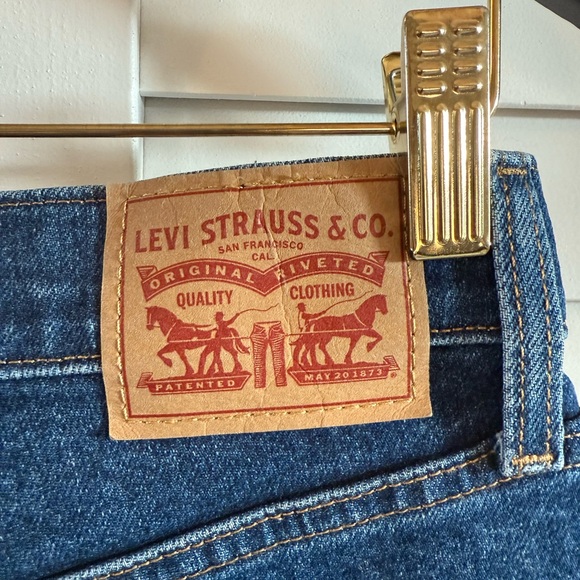 LEVI STRAUSS & CO.
SAN FRANCISCO
CAL.
ORIGINAL RIVETED
QUALITY CLOTHING
PATENTED MAY 20 1873 ®